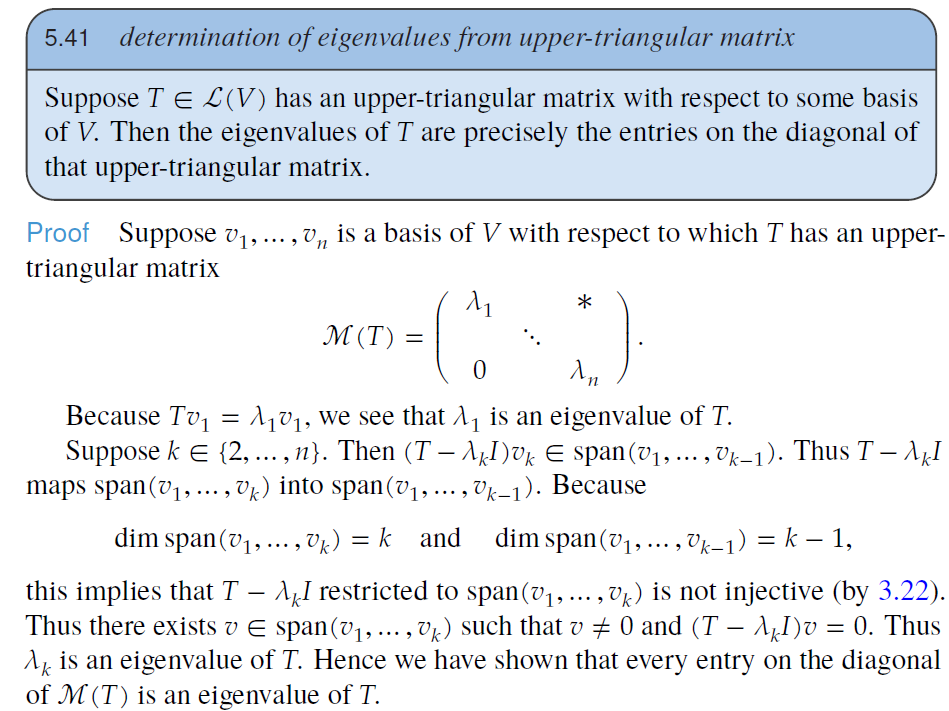 5.41 determination of eigenvalues from upper-triangular matrix
Suppose T ∈ ℒ(V) has an upper-triangular matrix with respect to some basis
of V. Then the eigenvalues of T are precisely the entries on the diagonal of
that upper-triangular matrix.
Proof Suppose v₁, … , vₙ is a basis of V with respect to which T has an upper-
triangular matrix
λ₁ *
ℳ(T) = ( ⋱ ) .
0 λₙ
Because Tv₁ = λ₁v₁, we see that λ₁ is an eigenvalue of T.
Suppose k ∈ {2, … , n}. Then (T − λₖI)vₖ ∈ span(v₁, … , vₖ₋₁). Thus T − λₖI
maps span(v₁, … , vₖ) into span(v₁, … , vₖ₋₁). Because
dim span(v₁, … , vₖ) = k and dim span(v₁, … , vₖ₋₁) = k − 1,
this implies that T − λₖI restricted to span(v₁, … , vₖ) is not injective (by 3.22).
Thus there exists v ∈ span(v₁, … , vₖ) such that v ≠ 0 and (T − λₖI)v = 0. Thus
λₖ is an eigenvalue of T. Hence we have shown that every entry on the diagonal
of ℳ(T) is an eigenvalue of T.